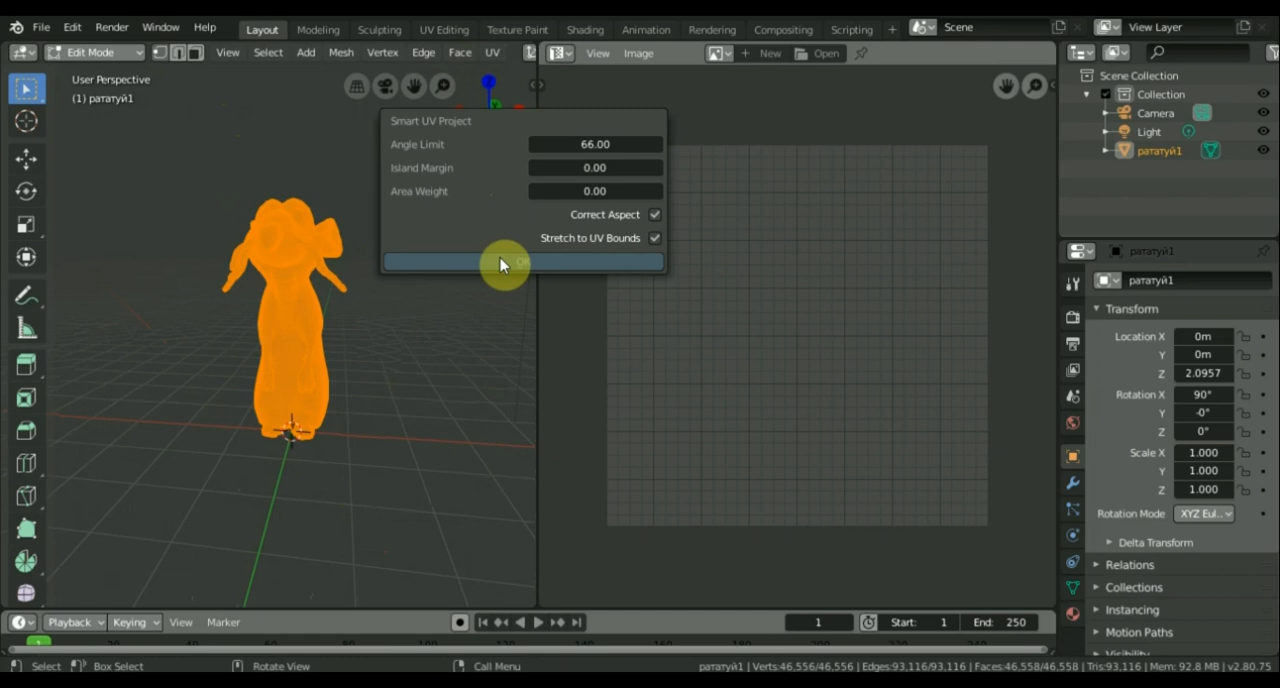 File Edit Render Window Help Layout Modeling Sculpting UV Editing Texture Paint Shading Animation Rendering Compositing Scripting + Scene View Layer
Edit Mode View Select Add Mesh Vertex Edge Face UV View Image + New Open
User Perspective
(1) рататуй1
Scene Collection
Collection
Camera
Light
рататуй1
Smart UV Project
Angle Limit 66.00
Island Margin 0.00
Area Weight 0.00
Correct Aspect
Stretch to UV Bounds
OK
рататуй1
рататуй1
Transform
Location X 0m
Y 0m
Z 2.0957
Rotation X 90°
Y -0°
Z 0°
Scale X 1.000
Y 1.000
Z 1.000
Rotation Mode XYZ Eul..
Delta Transform
Relations
Collections
Instancing
Motion Paths
Visibility
Playback Keying View Marker 1 Start: 1 End: 250
1
Select Box Select Rotate View Call Menu рататуй1 | Verts:46,556/46,556 | Edges:93,116/93,116 | Faces:46,558/46,558 | Tris:93,116 | Mem: 92.8 MB | v2.80.75